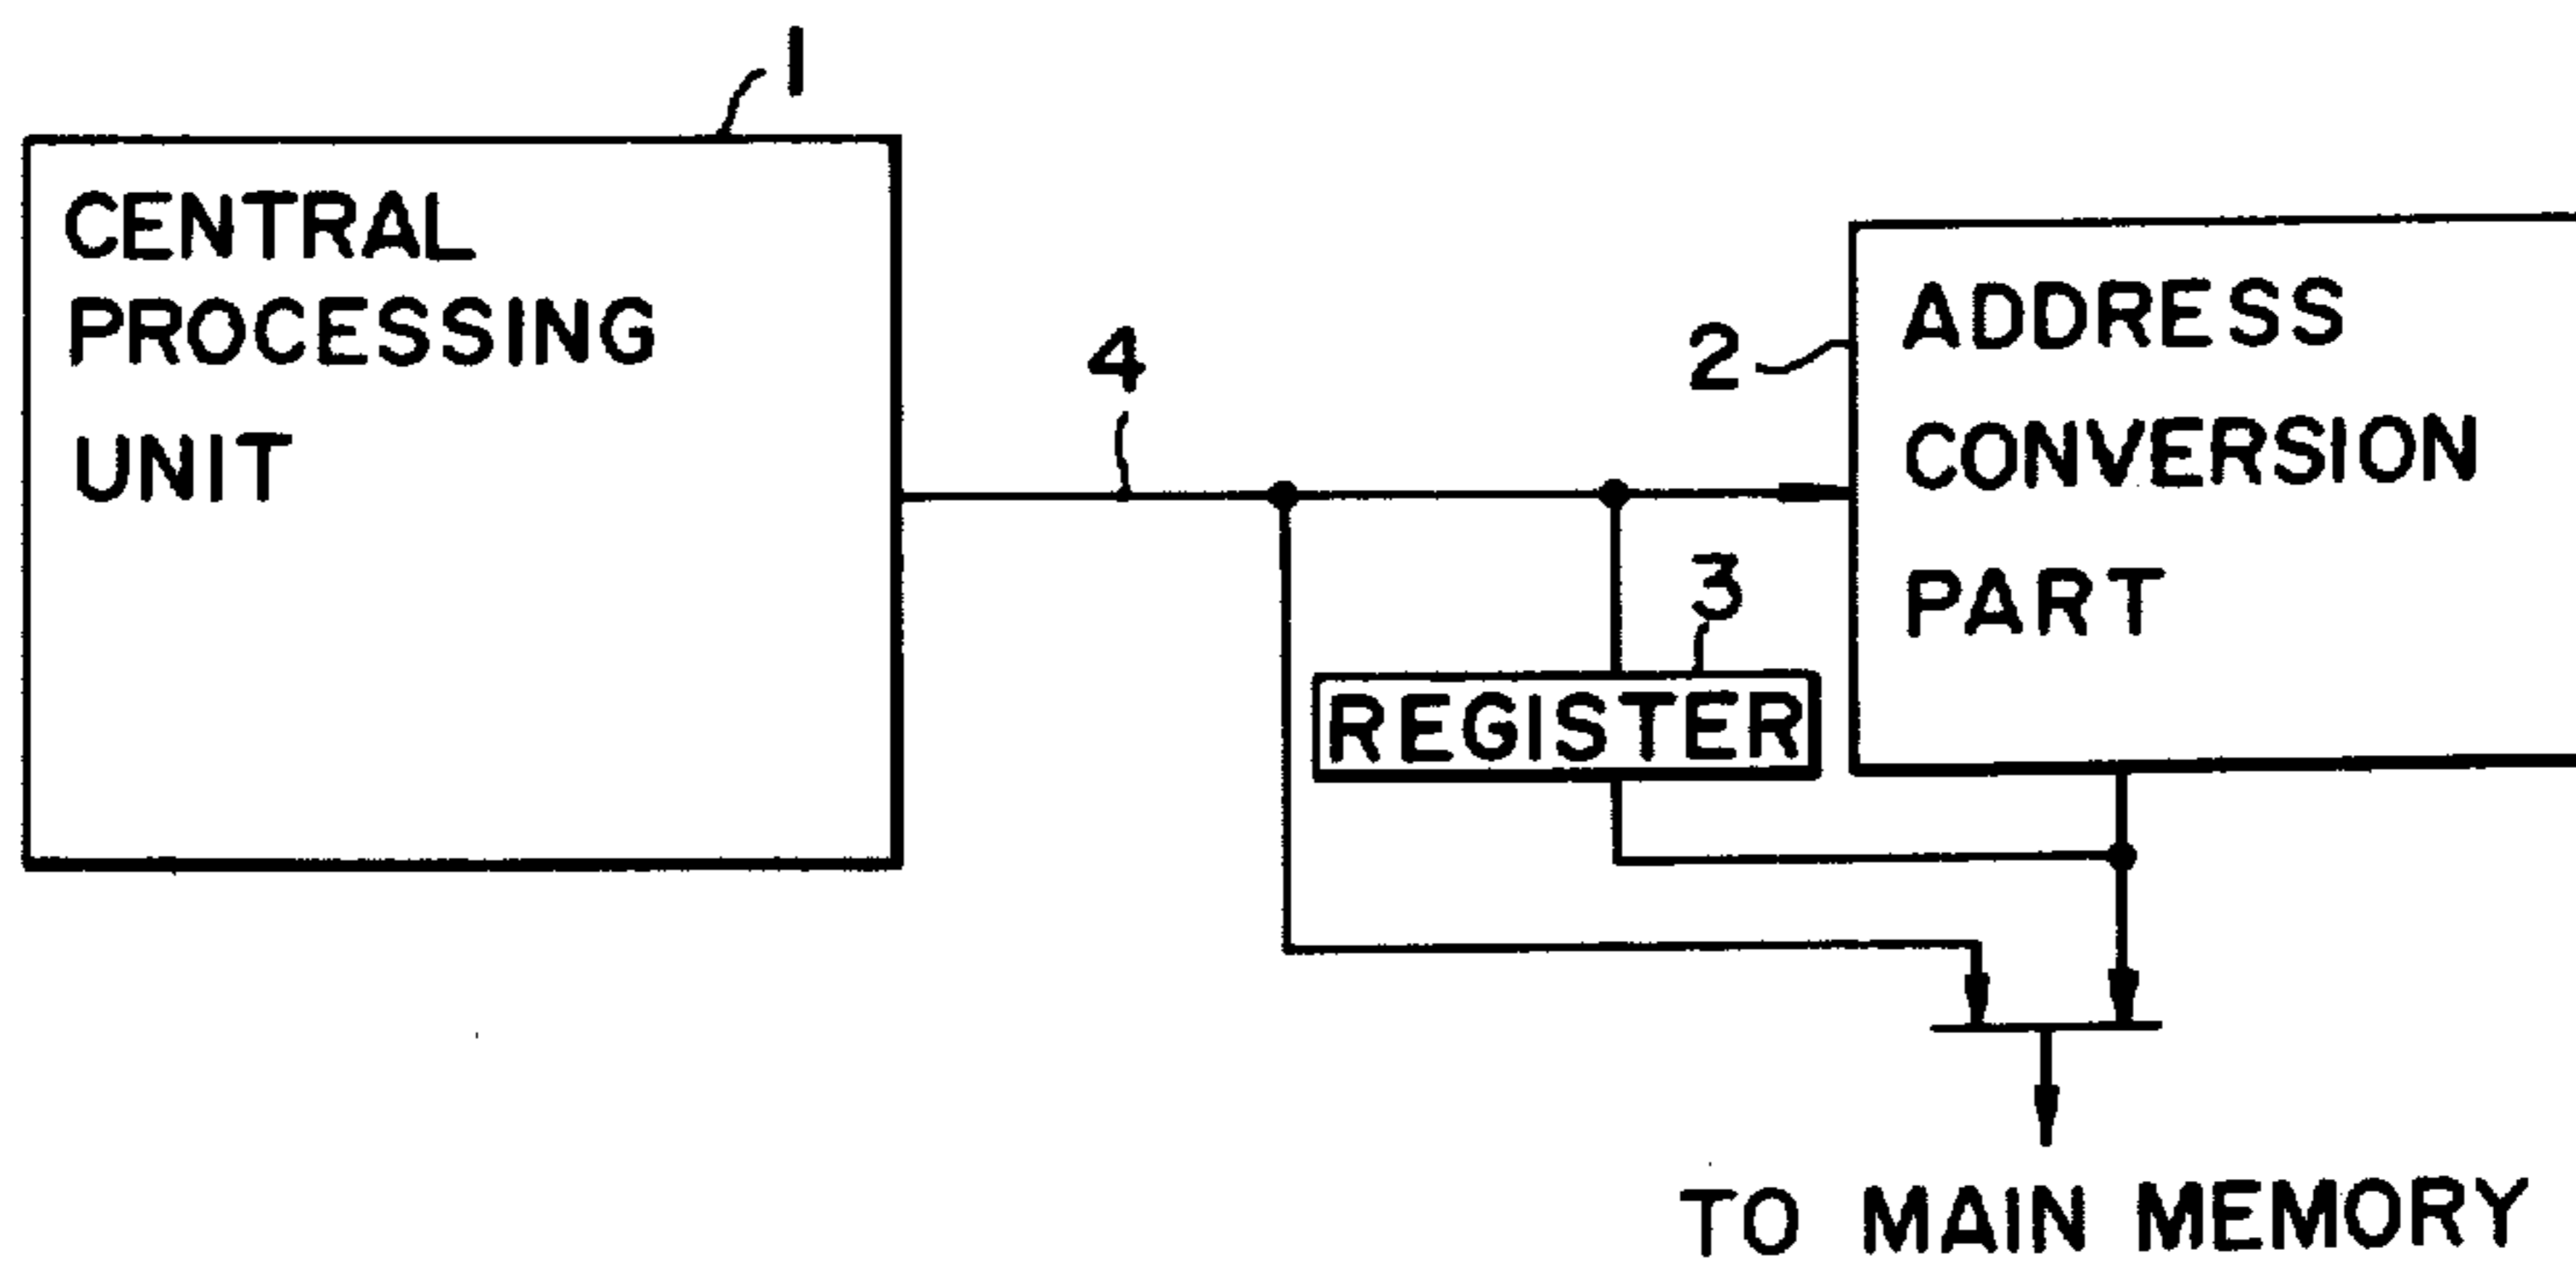 1
CENTRAL
PROCESSING
UNIT
4
2
ADDRESS
CONVERSION
PART
3
REGISTER
TO MAIN MEMORY